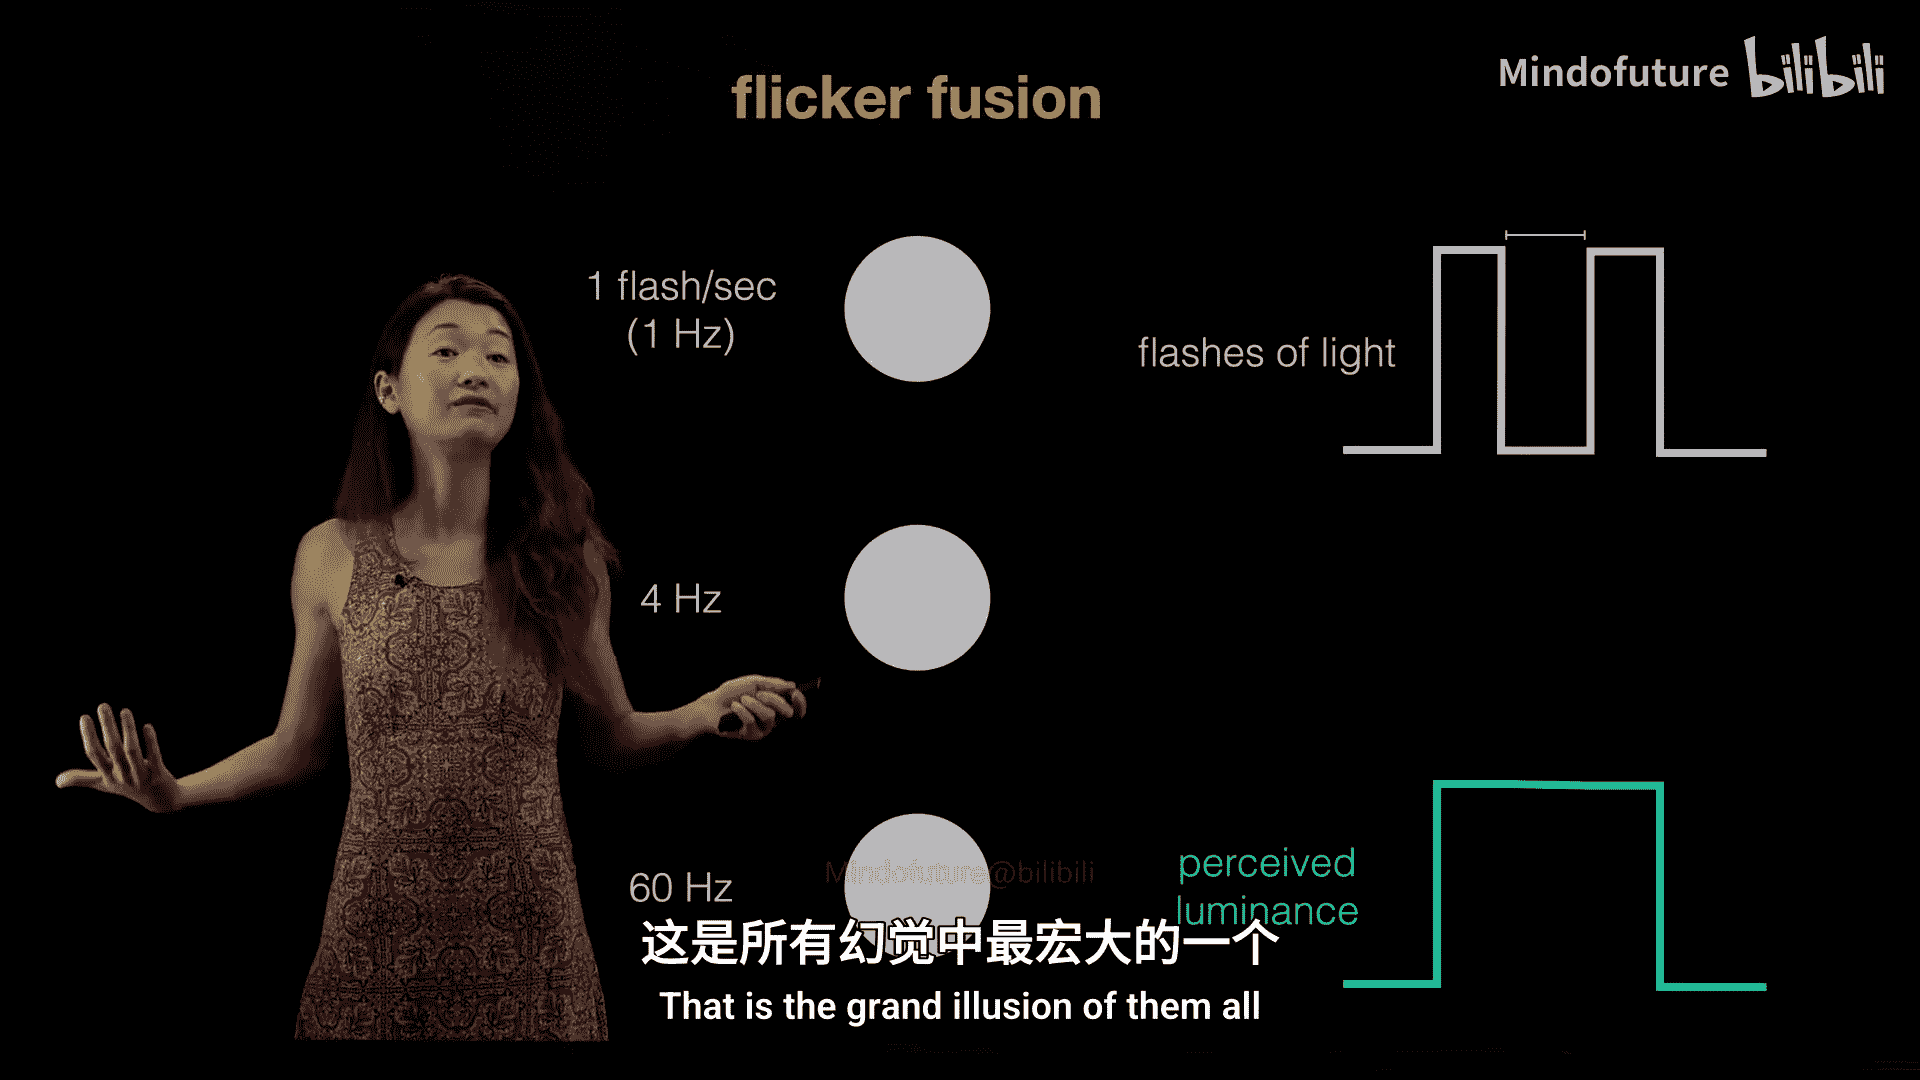 Mindofuture bilibili
flicker fusion
1 flash/sec
(1 Hz)
flashes of light
4 Hz
60 Hz
Mindofuture@bilibili
perceived
luminance
这是所有幻觉中最宏大的一个
That is the grand illusion of them all